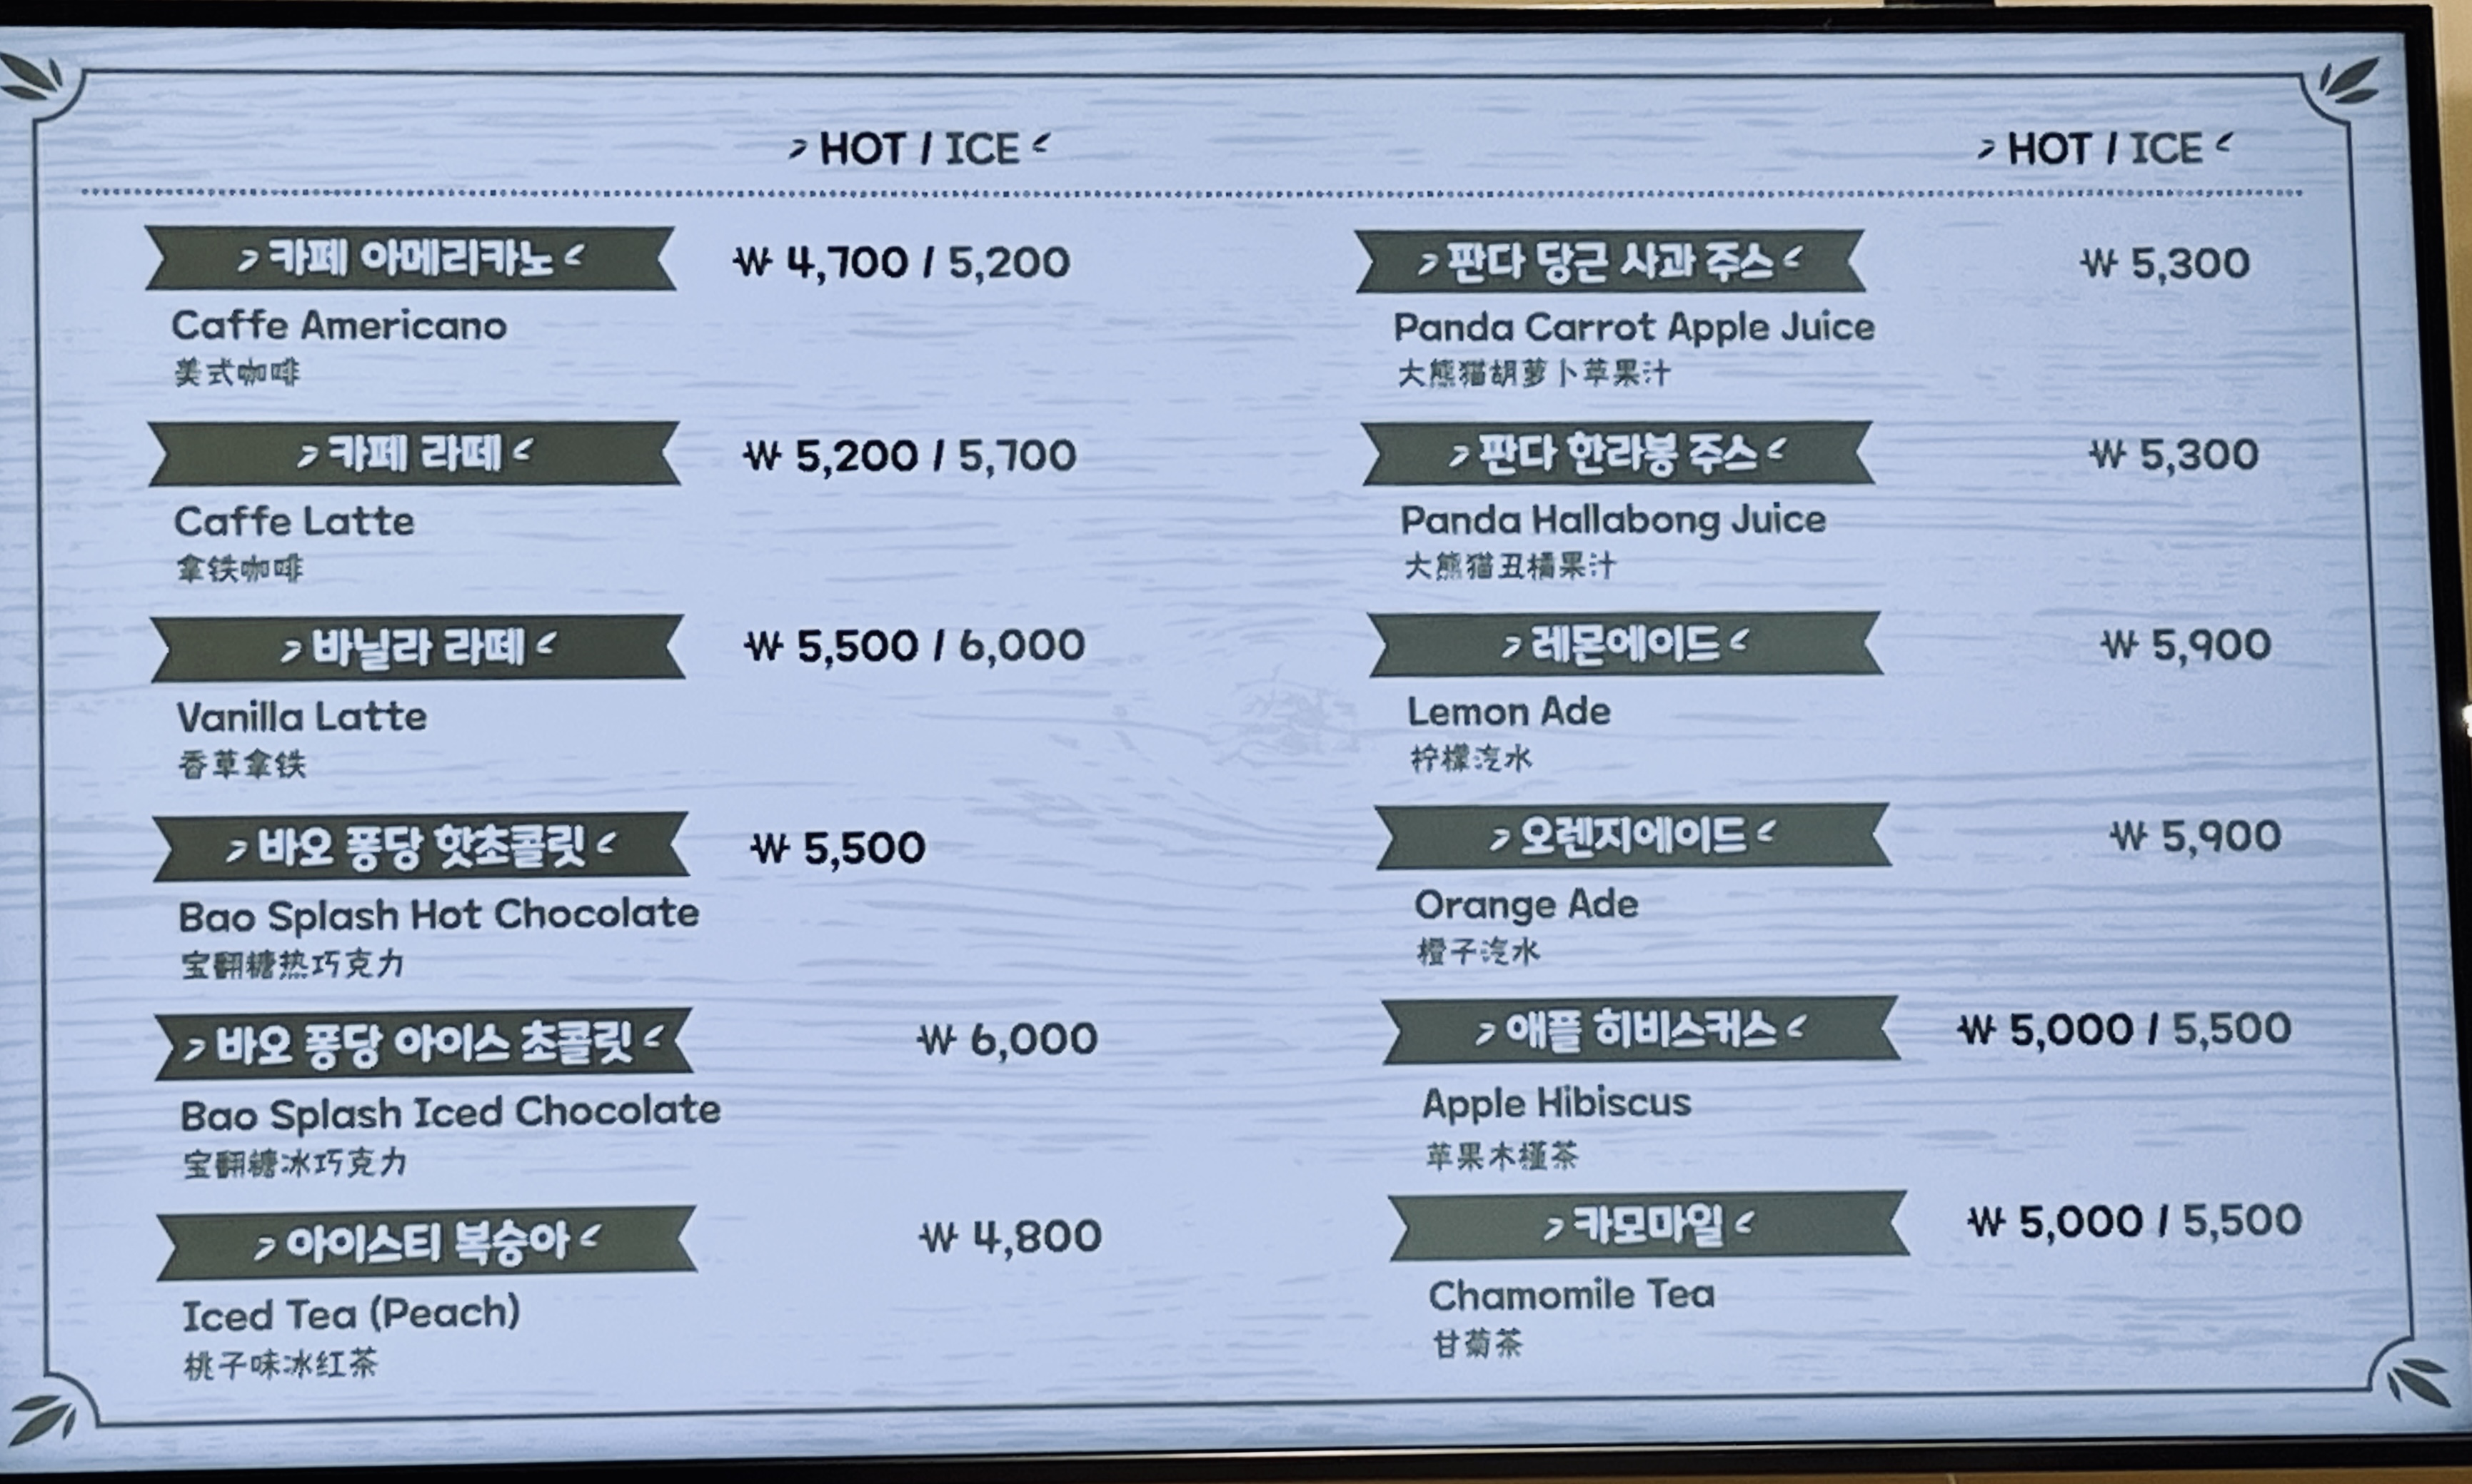 HOT / ICE
카페 아메리카노 ₩ 4,700 / 5,200
Caffe Americano
美式咖啡
카페 라떼 ₩ 5,200 / 5,700
Caffe Latte
拿铁咖啡
바닐라 라떼 ₩ 5,500 / 6,000
Vanilla Latte
香草拿铁
바오 퐁당 핫초콜릿 ₩ 5,500
Bao Splash Hot Chocolate
宝翻糖热巧克力
바오 퐁당 아이스 초콜릿 ₩ 6,000
Bao Splash Iced Chocolate
宝翻糖冰巧克力
아이스티 복숭아 ₩ 4,800
Iced Tea (Peach)
桃子味冰红茶
HOT / ICE
판다 당근 사과 주스 ₩ 5,300
Panda Carrot Apple Juice
大熊猫胡萝卜苹果汁
판다 한라봉 주스 ₩ 5,300
Panda Hallabong Juice
大熊猫丑橘果汁
레몬에이드 ₩ 5,900
Lemon Ade
柠檬汽水
오렌지에이드 ₩ 5,900
Orange Ade
橙子汽水
애플 히비스커스 ₩ 5,000 / 5,500
Apple Hibiscus
苹果木槿茶
카모마일 ₩ 5,000 / 5,500
Chamomile Tea
甘菊茶